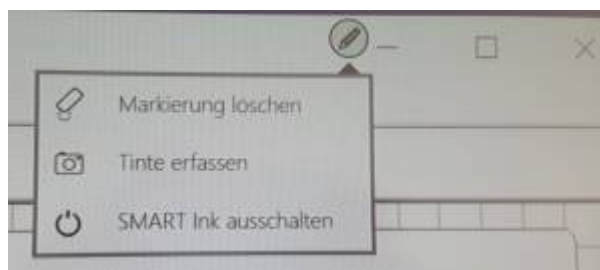 Markierung löschen
Tinte erfassen
SMART Ink ausschalten